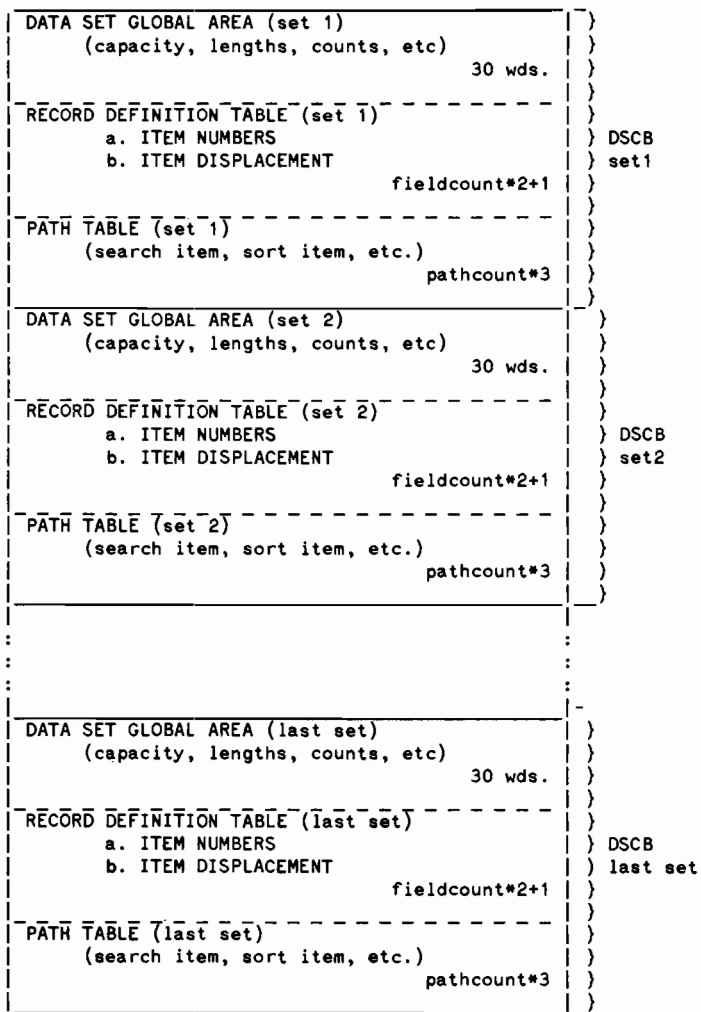 DATA SET GLOBAL AREA (set 1)
(capacity, lengths, counts, etc)
30 wds.
RECORD DEFINITION TABLE (set 1)
a. ITEM NUMBERS } DSCB
b. ITEM DISPLACEMENT } set1
fieldcount*2+1
PATH TABLE (set 1)
(search item, sort item, etc.)
pathcount*3
DATA SET GLOBAL AREA (set 2)
(capacity, lengths, counts, etc)
30 wds.
RECORD DEFINITION TABLE (set 2)
a. ITEM NUMBERS } DSCB
b. ITEM DISPLACEMENT } set2
fieldcount*2+1
PATH TABLE (set 2)
(search item, sort item, etc.)
pathcount*3
DATA SET GLOBAL AREA (last set)
(capacity, lengths, counts, etc)
30 wds.
RECORD DEFINITION TABLE (last set)
a. ITEM NUMBERS } DSCB
b. ITEM DISPLACEMENT ) last set
fieldcount*2+1
PATH TABLE (last set)
(search item, sort item, etc.)
pathcount*3